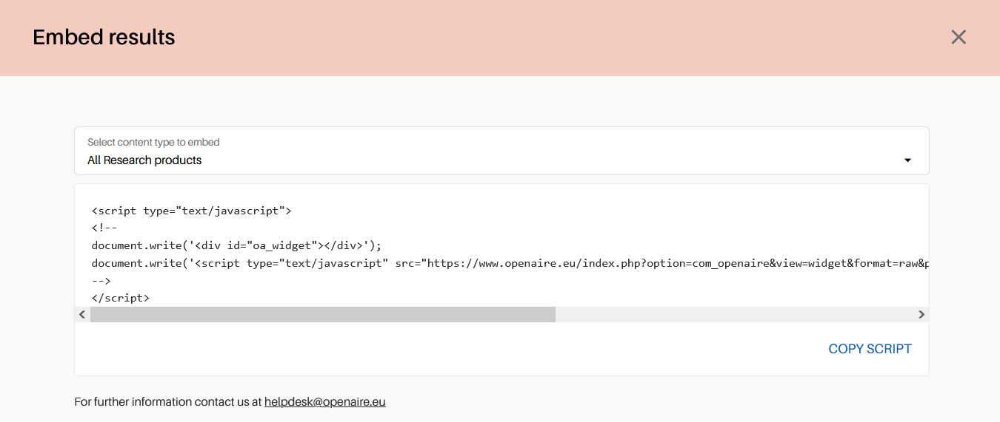 Embed results
Select content type to embed
All Research products
<script type="text/javascript">
<!--
document.write('<div id="oa_widget"></div>');
document.write('<script type="text/javascript" src="https://www.openaire.eu/index.php?option=com_openaire&view=widget&format=raw&p
-->
</script>
COPY SCRIPT
For further information contact us at helpdesk@openaire.eu